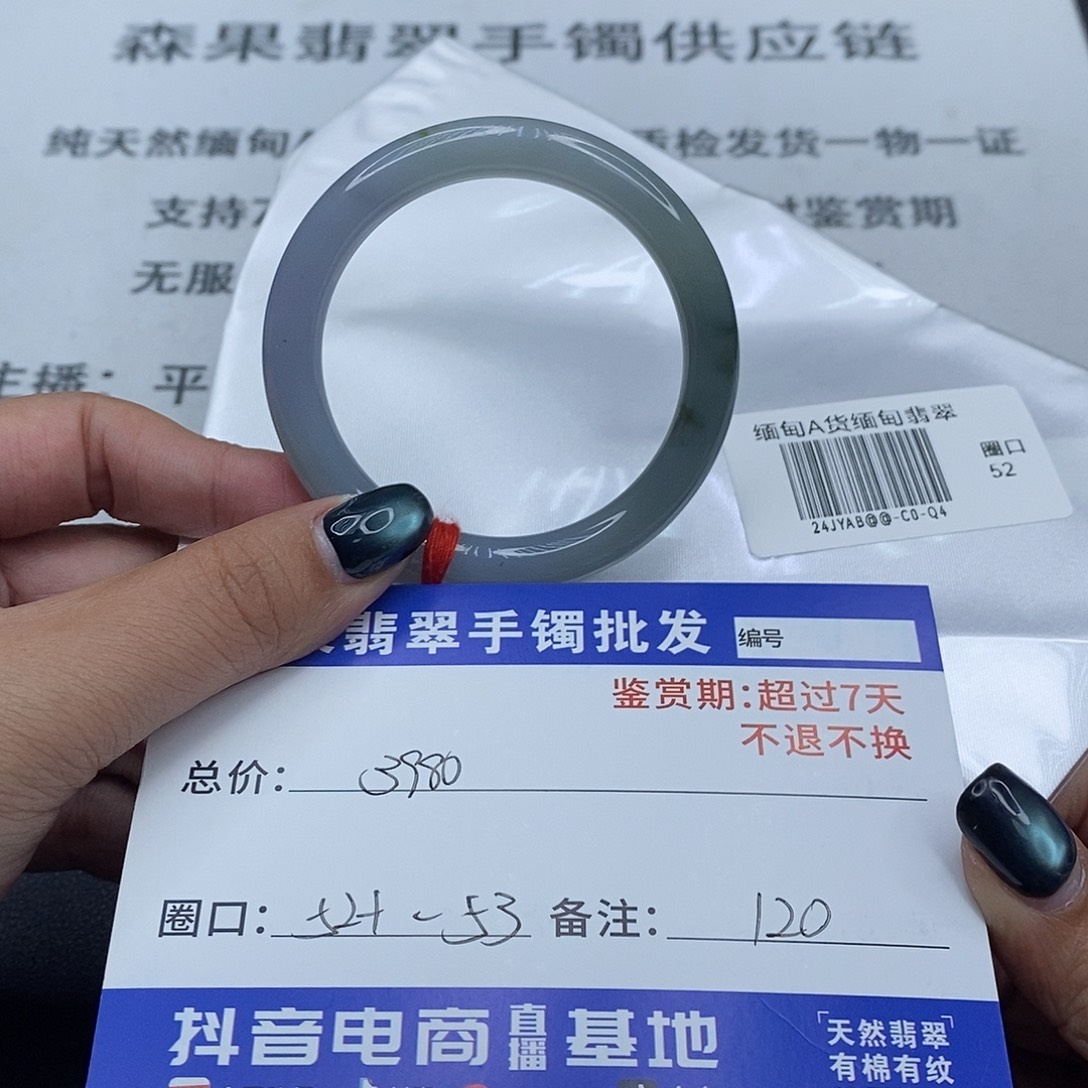 森果翡翠手镯供应链
纯天然缅甸 质检发货一物一证
支持7 鉴赏期
无服
主播：平
缅甸A货缅甸翡翠
圈口
52
24JYAB@@-C0-Q4
翡翠手镯批发 编号
鉴赏期:超过7天
不退不换
总价: 3980
圈口: 52+-53 备注: 120
抖音电商直播基地
天然翡翠
有棉有纹